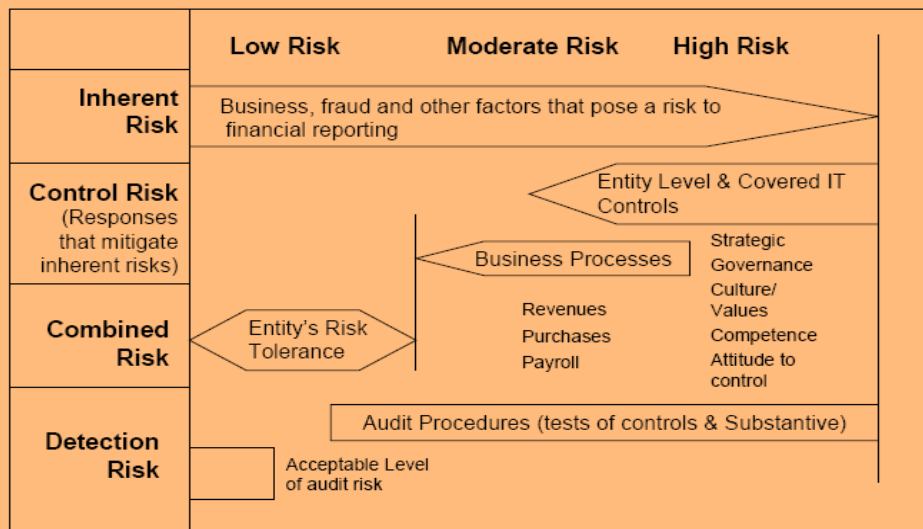 Low Risk
Moderate Risk
High Risk
Inherent
Risk
Business, fraud and other factors that pose a risk to
financial reporting
Control Risk
(Responses
that mitigate
inherent risks)
Entity Level & Covered IT
Controls
Business Processes
Strategic
Governance
Culture/
Values
Competence
Attitude to
control
Revenues
Purchases
Payroll
Combined
Risk
Entity’s Risk
Tolerance
Detection
Risk
Audit Procedures (tests of controls & Substantive)
Acceptable Level
of audit risk